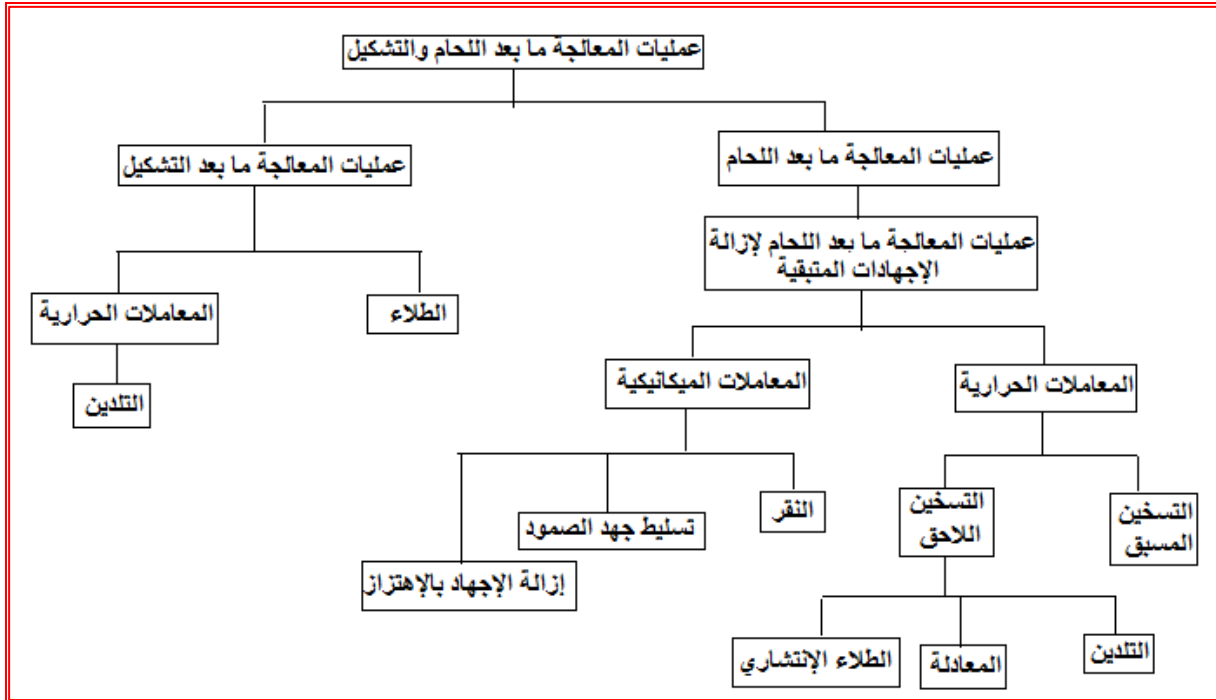 عمليات المعالجة ما بعد اللحام والتشكيل
عمليات المعالجة ما بعد اللحام
عمليات المعالجة ما بعد التشكيل
عمليات المعالجة ما بعد اللحام لإزالة
الإجهادات المتبقية
الطلاء
المعاملات الحرارية
المعاملات الحرارية
المعاملات الميكانيكية
التلدين
التسخين
المسبق
التسخين
اللاحق
النقر
تسليط جهد الصمود
إزالة الإجهاد بالإهتزاز
التلدين
المعادلة
الطلاء الإنتشاري